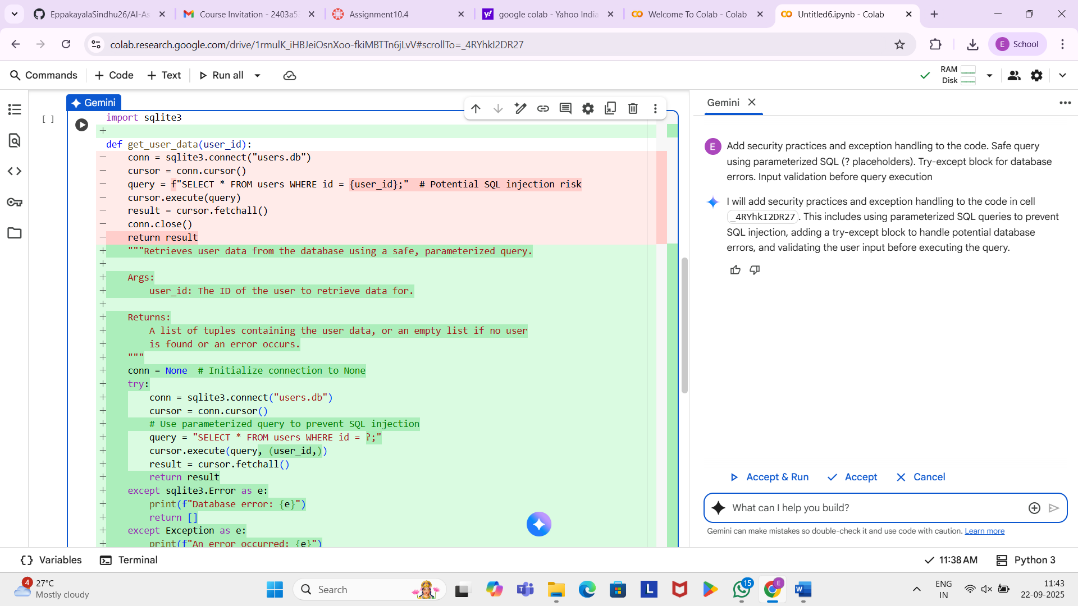 EppakayalaSindhu26/AI-As
Course Invitation - 2403a5
Assignment10.4
google colab - Yahoo India
Welcome To Colab - Colab
Untitled6.ipynb - Colab
colab.research.google.com/drive/1rmulK_iHBJeiOsnXoo-fkiMBTTn6jLvV#scrollTo=_4RYhkI2DR27
E School
Commands + Code + Text Run all
RAM
Disk
Gemini
[ ]
import sqlite3
+
def get_user_data(user_id):
− conn = sqlite3.connect("users.db")
− cursor = conn.cursor()
− query = f"SELECT * FROM users WHERE id = {user_id};" # Potential SQL injection risk
− cursor.execute(query)
− result = cursor.fetchall()
− conn.close()
− return result
+ """Retrieves user data from the database using a safe, parameterized query.
+
+ Args:
+ user_id: The ID of the user to retrieve data for.
+
+ Returns:
+ A list of tuples containing the user data, or an empty list if no user
+ is found or an error occurs.
+ """
+ conn = None # Initialize connection to None
+ try:
+ conn = sqlite3.connect("users.db")
+ cursor = conn.cursor()
+ # Use parameterized query to prevent SQL injection
+ query = "SELECT * FROM users WHERE id = ?;"
+ cursor.execute(query, (user_id,))
+ result = cursor.fetchall()
+ return result
+ except sqlite3.Error as e:
+ print(f"Database error: {e}")
+ return []
+ except Exception as e:
+ print(f"An error occurred: {e}")
Gemini
E
Add security practices and exception handling to the code. Safe query
using parameterized SQL (? placeholders). Try-except block for database
errors. Input validation before query execution
I will add security practices and exception handling to the code in cell
_4RYhkI2DR27 . This includes using parameterized SQL queries to prevent
SQL injection, adding a try-except block to handle potential database
errors, and validating the user input before executing the query.
Accept & Run Accept Cancel
What can I help you build?
Gemini can make mistakes so double-check it and use code with caution. Learn more
Variables Terminal
11:38 AM Python 3
4
27°C
Mostly cloudy
Search
L
15
E
ENG
IN
11:43
22-09-2025